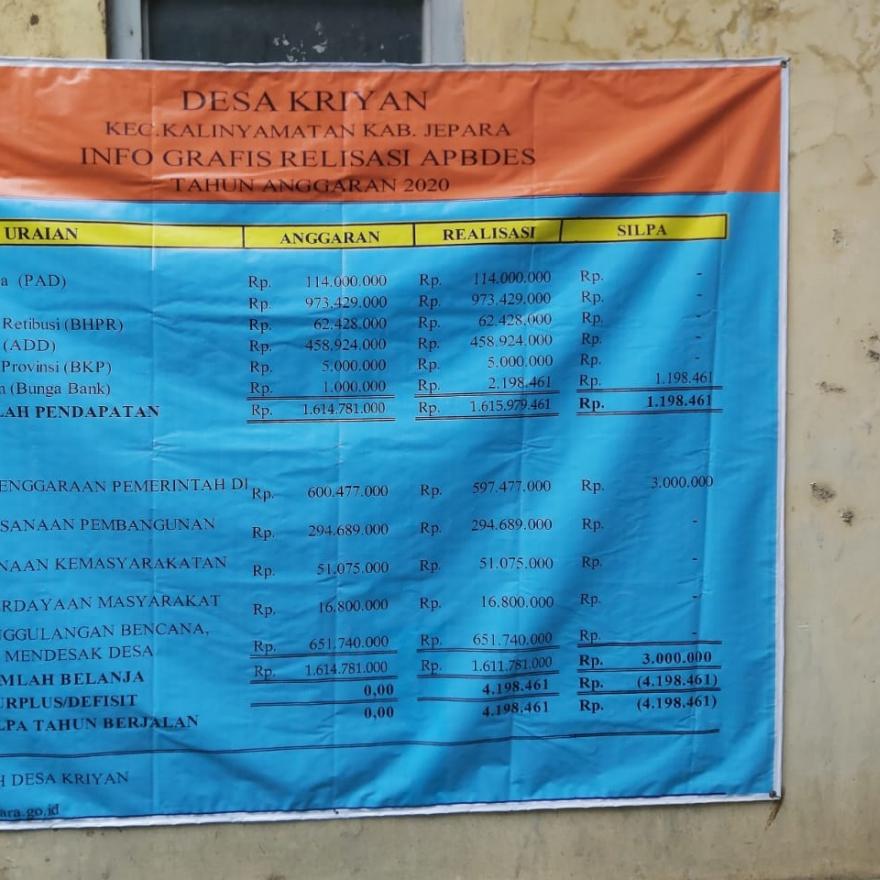 DESA KRIYAN
KEC.KALINYAMATAN KAB. JEPARA
INFO GRAFIS RELISASI APBDES
TAHUN ANGGARAN 2020
URAIAN ANGGARAN REALISASI SILPA
a (PAD) Rp. 114.000.000 Rp. 114.000.000 Rp. -
Rp. 973.429.000 Rp. 973.429.000 Rp. -
Retibusi (BHPR) Rp. 62.428.000 Rp. 62.428.000 Rp. -
(ADD) Rp. 458.924.000 Rp. 458.924.000 Rp. -
Provinsi (BKP) Rp. 5.000.000 Rp. 5.000.000 Rp. -
a (Bunga Bank) Rp. 1.000.000 Rp. 2.198.461 Rp. 1.198.461
LAH PENDAPATAN Rp. 1.614.781.000 Rp. 1.615.979.461 Rp. 1.198.461
ENGGARAAN PEMERINTAH DI Rp. 600.477.000 Rp. 597.477.000 Rp. 3.000.000
SANAAN PEMBANGUNAN Rp. 294.689.000 Rp. 294.689.000 Rp. -
NAAN KEMASYARAKATAN Rp. 51.075.000 Rp. 51.075.000 Rp. -
ERDAYAAN MASYARAKAT Rp. 16.800.000 Rp. 16.800.000 Rp. -
NGGULANGAN BENCANA,
MENDESAK DESA Rp. 651.740.000 Rp. 651.740.000 Rp. -
MLAH BELANJA Rp. 1.614.781.000 Rp. 1.611.781.000 Rp. 3.000.000
URPLUS/DEFISIT 0,00 4.198.461 Rp. (4.198.461)
LPA TAHUN BERJALAN 0,00 4.198.461 Rp. (4.198.461)
H DESA KRIYAN
ara.go.id